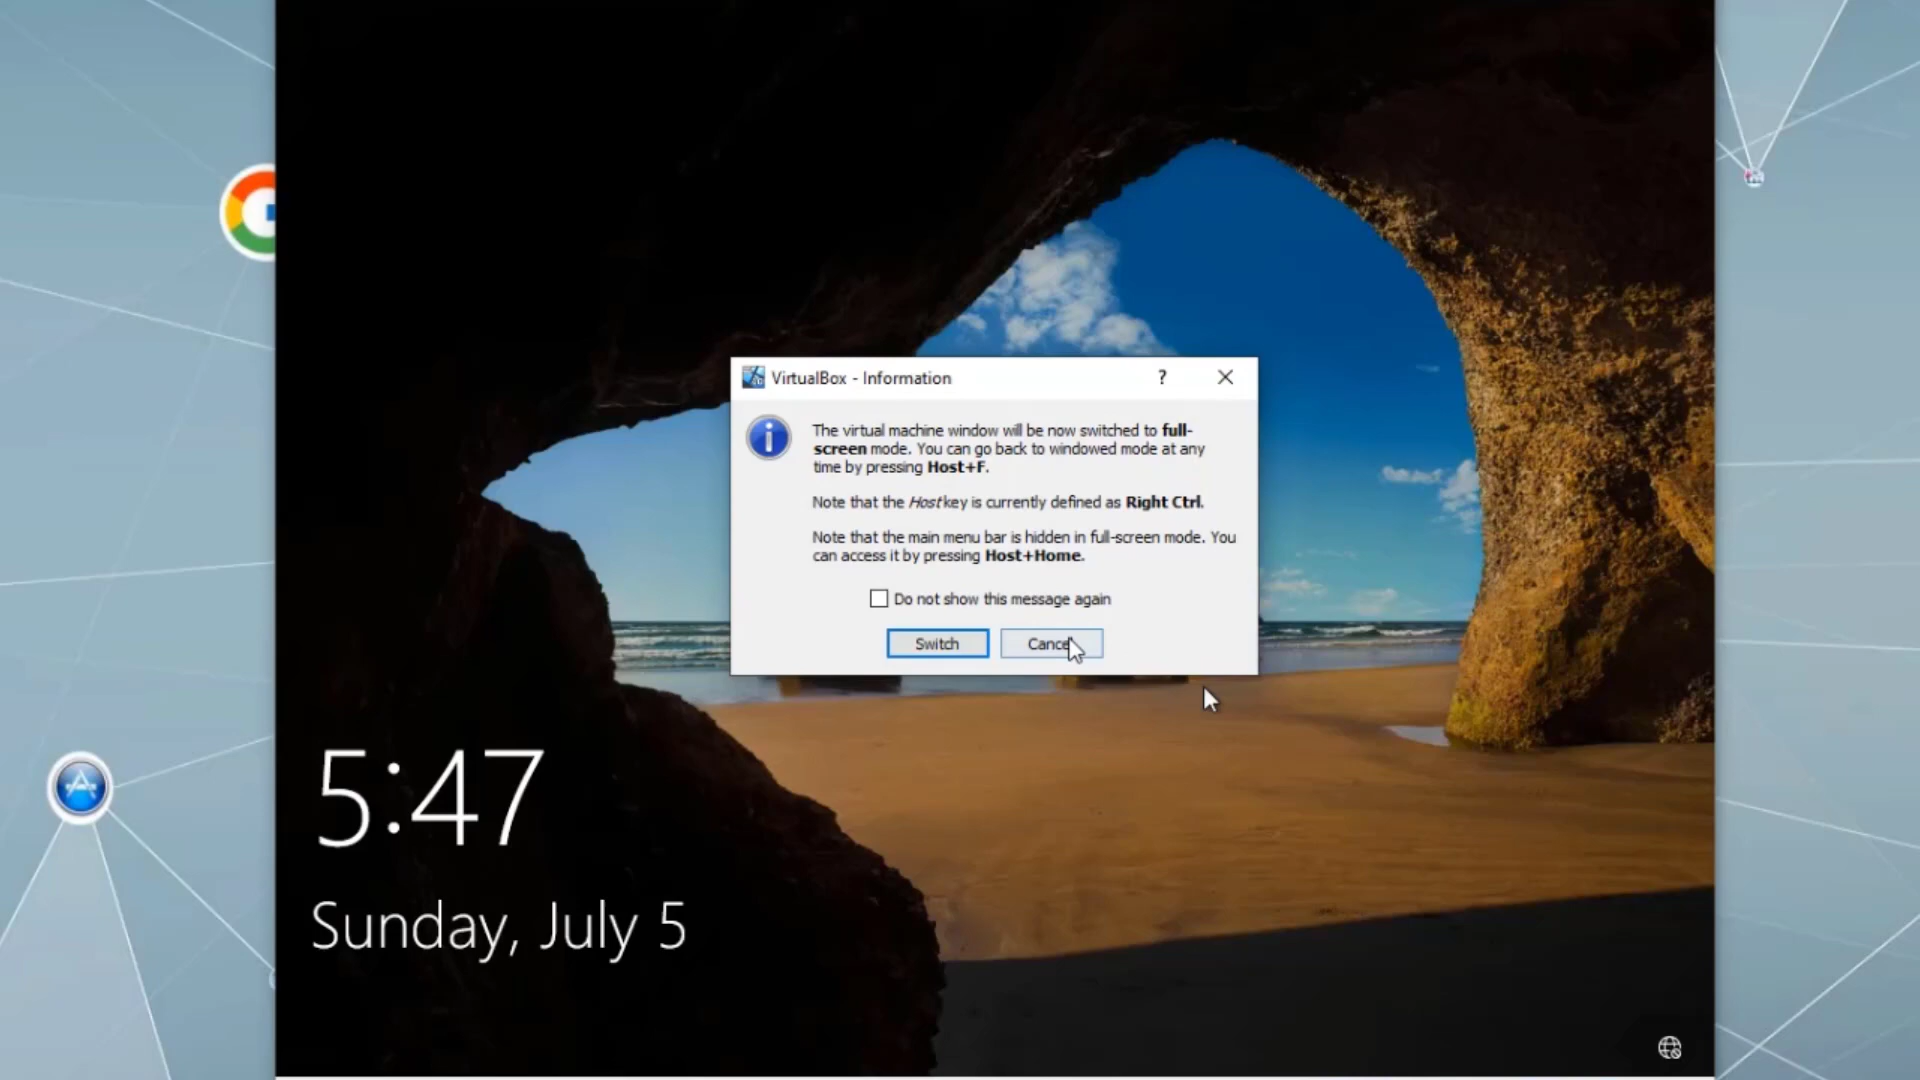 VirtualBox - Information
?
The virtual machine window will be now switched to full-
screen mode. You can go back to windowed mode at any
time by pressing Host+F.
Note that the Host key is currently defined as Right Ctrl.
Note that the main menu bar is hidden in full-screen mode. You
can access it by pressing Host+Home.
Do not show this message again
Switch
Cancel
5:47
Sunday, July 5